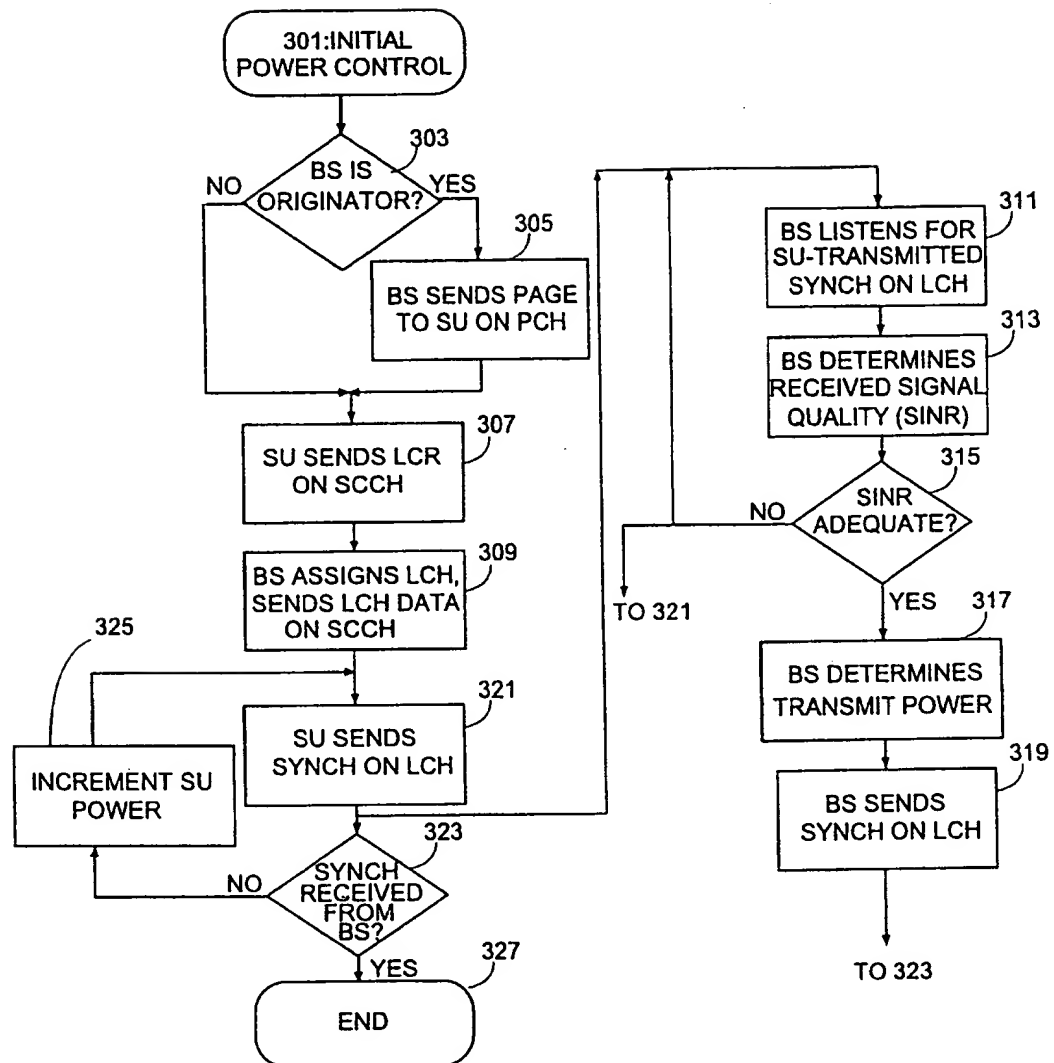 301:INITIAL
POWER CONTROL
303
BS IS
ORIGINATOR?
NO
YES
305
BS SENDS PAGE
TO SU ON PCH
307
SU SENDS LCR
ON SCCH
309
BS ASSIGNS LCH,
SENDS LCH DATA
ON SCCH
325
INCREMENT SU
POWER
321
SU SENDS
SYNCH ON LCH
323
SYNCH
RECEIVED
FROM
BS?
NO
YES
327
END
311
BS LISTENS FOR
SU-TRANSMITTED
SYNCH ON LCH
313
BS DETERMINES
RECEIVED SIGNAL
QUALITY (SINR)
315
SINR
ADEQUATE?
NO
TO 321
YES
317
BS DETERMINES
TRANSMIT POWER
319
BS SENDS
SYNCH ON LCH
TO 323